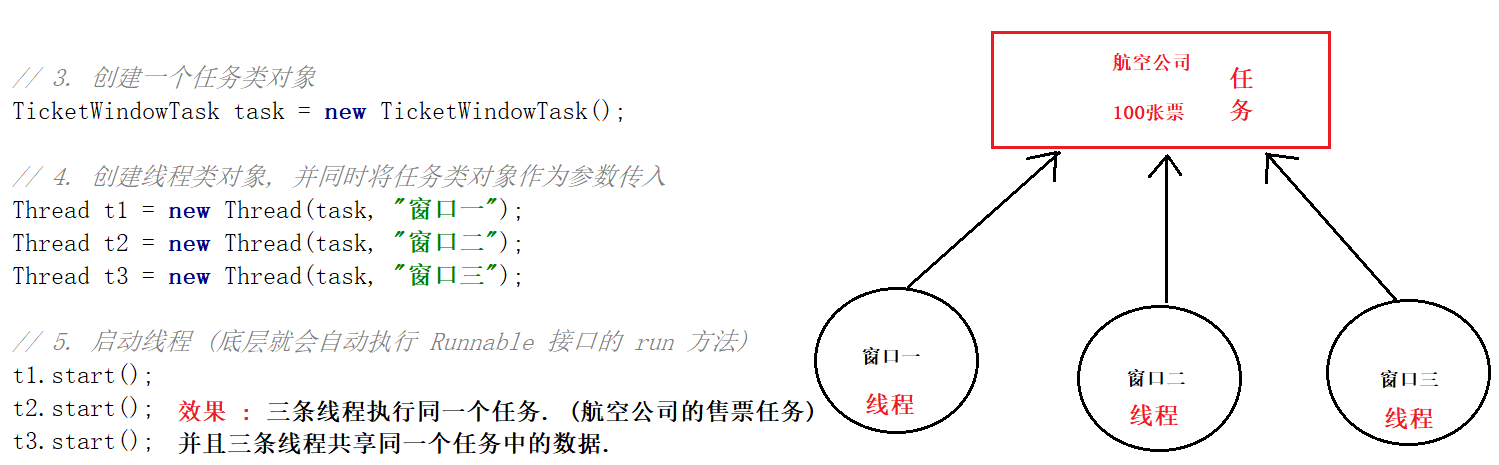 // 3. 创建一个任务类对象
TicketWindowTask task = new TicketWindowTask();
// 4. 创建线程类对象, 并同时将任务类对象作为参数传入
Thread t1 = new Thread(task, "窗口一");
Thread t2 = new Thread(task, "窗口二");
Thread t3 = new Thread(task, "窗口三");
// 5. 启动线程 (底层就会自动执行 Runnable 接口的 run 方法)
t1.start();
t2.start();
t3.start();
效果 : 三条线程执行同一个任务. (航空公司的售票任务)
并且三条线程共享同一个任务中的数据.
航空公司
100张票
任务
窗口一
线程
窗口二
线程
窗口三
线程